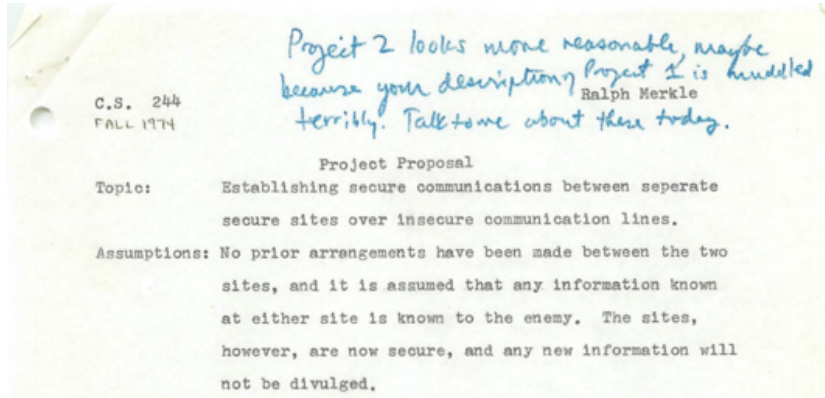 Project 2 looks more reasonable, maybe
because your description of Project 1 is muddled
terribly. Talk to me about these today.
C.S. 244
Ralph Merkle
FALL 1974
Project Proposal
Topic: Establishing secure communications between seperate
secure sites over insecure communication lines.
Assumptions: No prior arrangements have been made between the two
sites, and it is assumed that any information known
at either site is known to the enemy. The sites,
however, are now secure, and any new information will
not be divulged.